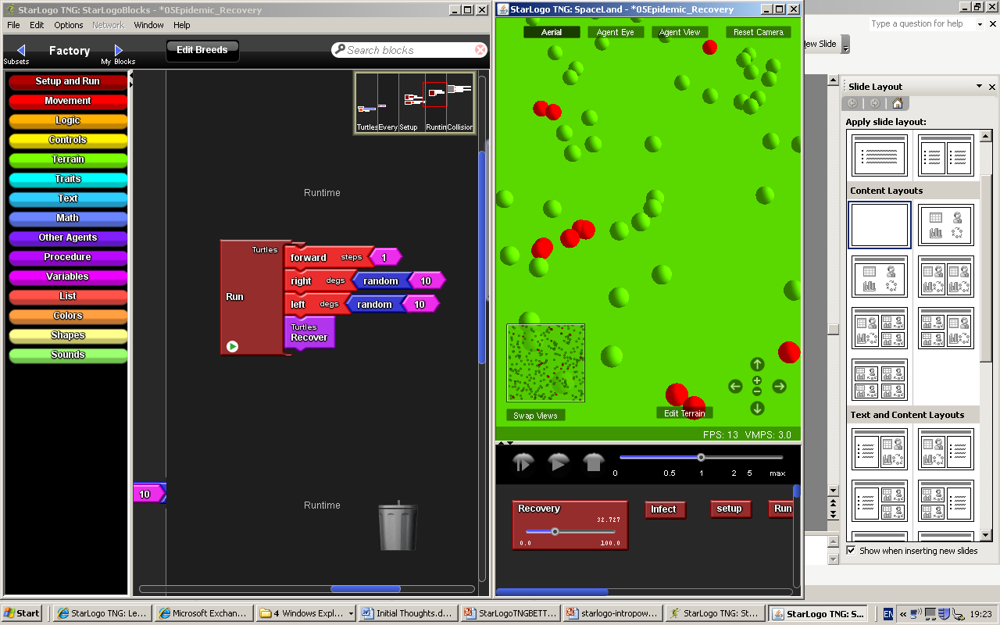 StarLogo TNG: StarLogoBlocks - *05Epidemic_Recovery
File Edit Options Network Window Help
Subsets
Factory
My Blocks
Edit Breeds
Search blocks
Setup and Run
Movement
Logic
Controls
Terrain
Traits
Text
Math
Other Agents
Procedure
Variables
List
Colors
Shapes
Sounds
Turtles Every Setup Runtin Collision
Runtime
Turtles
Run
forward steps 1
right degs random 10
left degs random 10
Turtles
Recover
10
Runtime
StarLogo TNG: SpaceLand - *05Epidemic_Recovery
Aerial
Agent Eye
Agent View
Reset Camera
Swap Views
Edit Terrain
FPS: 13 VMPS: 3.0
0 0.5 1 2 5 max
Recovery
32.727
0.0 100.0
Infect
setup
Run
Type a question for help
ew Slide
Slide Layout
Apply slide layout:
Content Layouts
Text and Content Layouts
Show when inserting new slides
Start
StarLogo TNG: Le...
Microsoft Exchan...
4 Windows Expl...
Initial Thoughts.d...
StarLogoTNGBETT...
starlogo-intropow...
StarLogo TNG: St...
StarLogo TNG: S...
EN
19:23